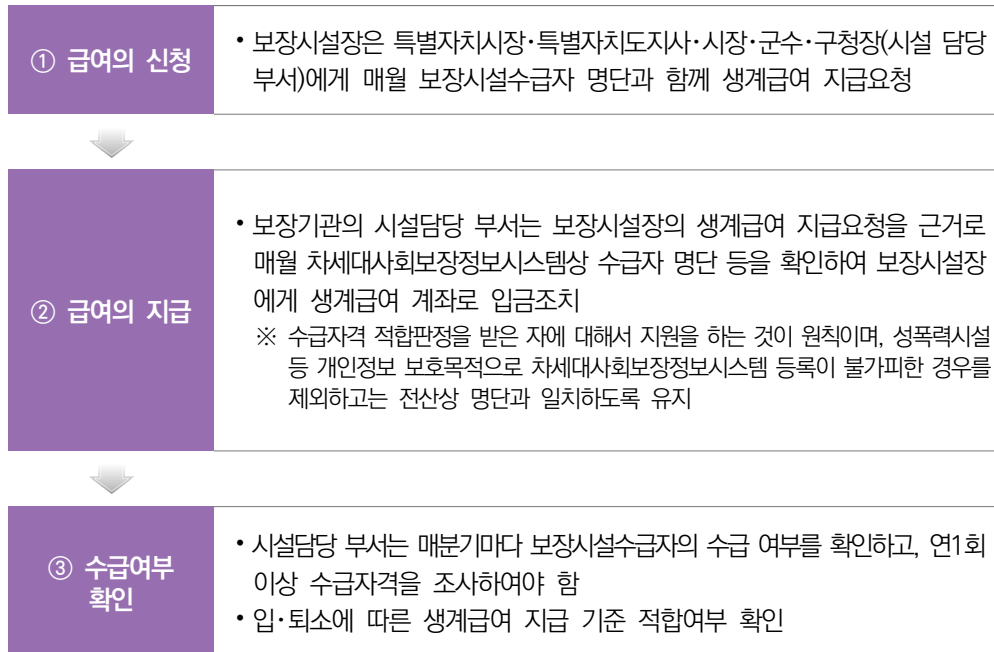 ① 급여의 신청
• 보장시설장은 특별자치시장·특별자치도지사·시장·군수·구청장(시설 담당
부서)에게 매월 보장시설수급자 명단과 함께 생계급여 지급요청
② 급여의 지급
• 보장기관의 시설담당 부서는 보장시설장의 생계급여 지급요청을 근거로
매월 차세대사회보장정보시스템상 수급자 명단 등을 확인하여 보장시설장
에게 생계급여 계좌로 입금조치
※ 수급자격 적합판정을 받은 자에 대해서 지원을 하는 것이 원칙이며, 성폭력시설
등 개인정보 보호목적으로 차세대사회보장정보시스템 등록이 불가피한 경우를
제외하고는 전산상 명단과 일치하도록 유지
③ 수급여부
확인
• 시설담당 부서는 매분기마다 보장시설수급자의 수급 여부를 확인하고, 연1회
이상 수급자격을 조사하여야 함
• 입·퇴소에 따른 생계급여 지급 기준 적합여부 확인